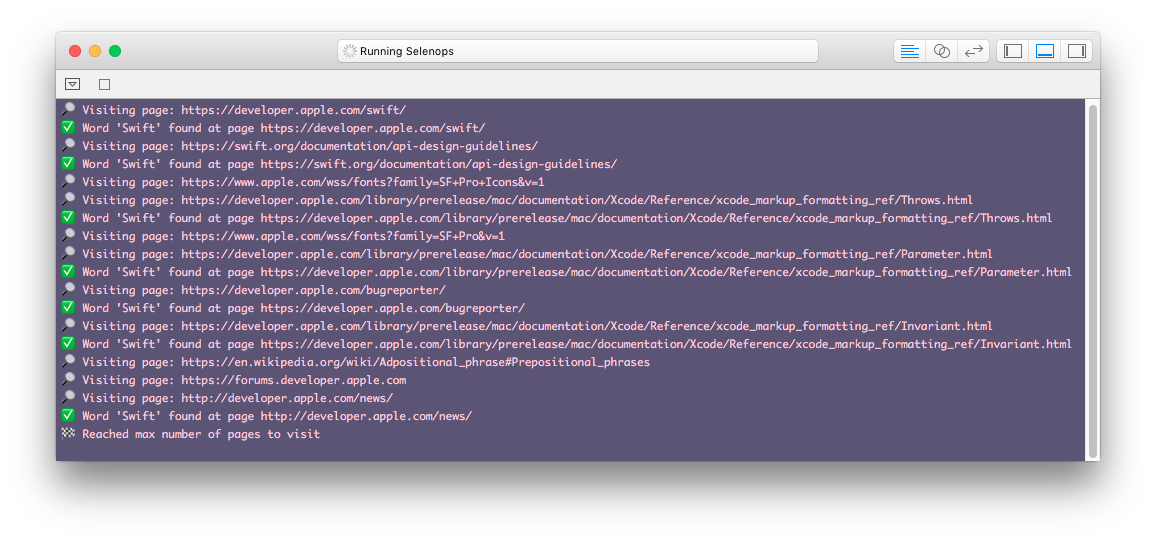 Running Selenops
🔎 Visiting page: https://developer.apple.com/swift/
✅ Word 'Swift' found at page https://developer.apple.com/swift/
🔎 Visiting page: https://swift.org/documentation/api-design-guidelines/
✅ Word 'Swift' found at page https://swift.org/documentation/api-design-guidelines/
🔎 Visiting page: https://www.apple.com/wss/fonts?family=SF+Pro+Icons&v=1
🔎 Visiting page: https://developer.apple.com/library/prerelease/mac/documentation/Xcode/Reference/xcode_markup_formatting_ref/Throws.html
✅ Word 'Swift' found at page https://developer.apple.com/library/prerelease/mac/documentation/Xcode/Reference/xcode_markup_formatting_ref/Throws.html
🔎 Visiting page: https://www.apple.com/wss/fonts?family=SF+Pro&v=1
🔎 Visiting page: https://developer.apple.com/library/prerelease/mac/documentation/Xcode/Reference/xcode_markup_formatting_ref/Parameter.html
✅ Word 'Swift' found at page https://developer.apple.com/library/prerelease/mac/documentation/Xcode/Reference/xcode_markup_formatting_ref/Parameter.html
🔎 Visiting page: https://developer.apple.com/bugreporter/
✅ Word 'Swift' found at page https://developer.apple.com/bugreporter/
🔎 Visiting page: https://developer.apple.com/library/prerelease/mac/documentation/Xcode/Reference/xcode_markup_formatting_ref/Invariant.html
✅ Word 'Swift' found at page https://developer.apple.com/library/prerelease/mac/documentation/Xcode/Reference/xcode_markup_formatting_ref/Invariant.html
🔎 Visiting page: https://en.wikipedia.org/wiki/Adpositional_phrase#Prepositional_phrases
🔎 Visiting page: https://forums.developer.apple.com
🔎 Visiting page: http://developer.apple.com/news/
✅ Word 'Swift' found at page http://developer.apple.com/news/
🏁 Reached max number of pages to visit